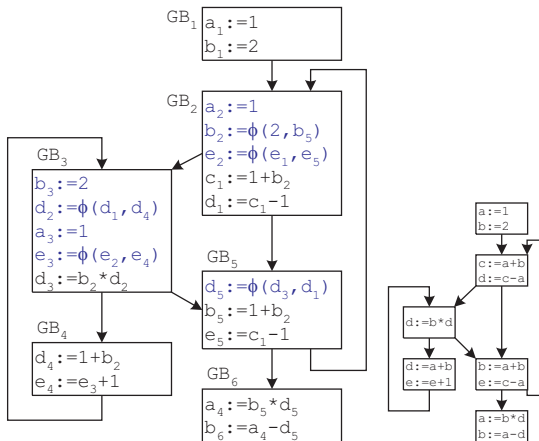 GB₁
a₁:=1
b₁:=2
GB₂
a₂:=1
b₂:=ϕ(2,b₅)
e₂:=ϕ(e₁,e₅)
c₁:=1+b₂
d₁:=c₁-1
GB₃
b₃:=2
d₂:=ϕ(d₁,d₄)
a₃:=1
e₃:=ϕ(e₂,e₄)
d₃:=b₂*d₂
GB₄
d₄:=1+b₂
e₄:=e₃+1
GB₅
d₅:=ϕ(d₃,d₁)
b₅:=1+b₂
e₅:=c₁-1
GB₆
a₄:=b₅*d₅
b₆:=a₄-d₅
a:=1
b:=2
c:=a+b
d:=c-a
d:=b*d
d:=a+b
e:=e+1
b:=a+b
e:=c-a
a:=b*d
b:=a-d